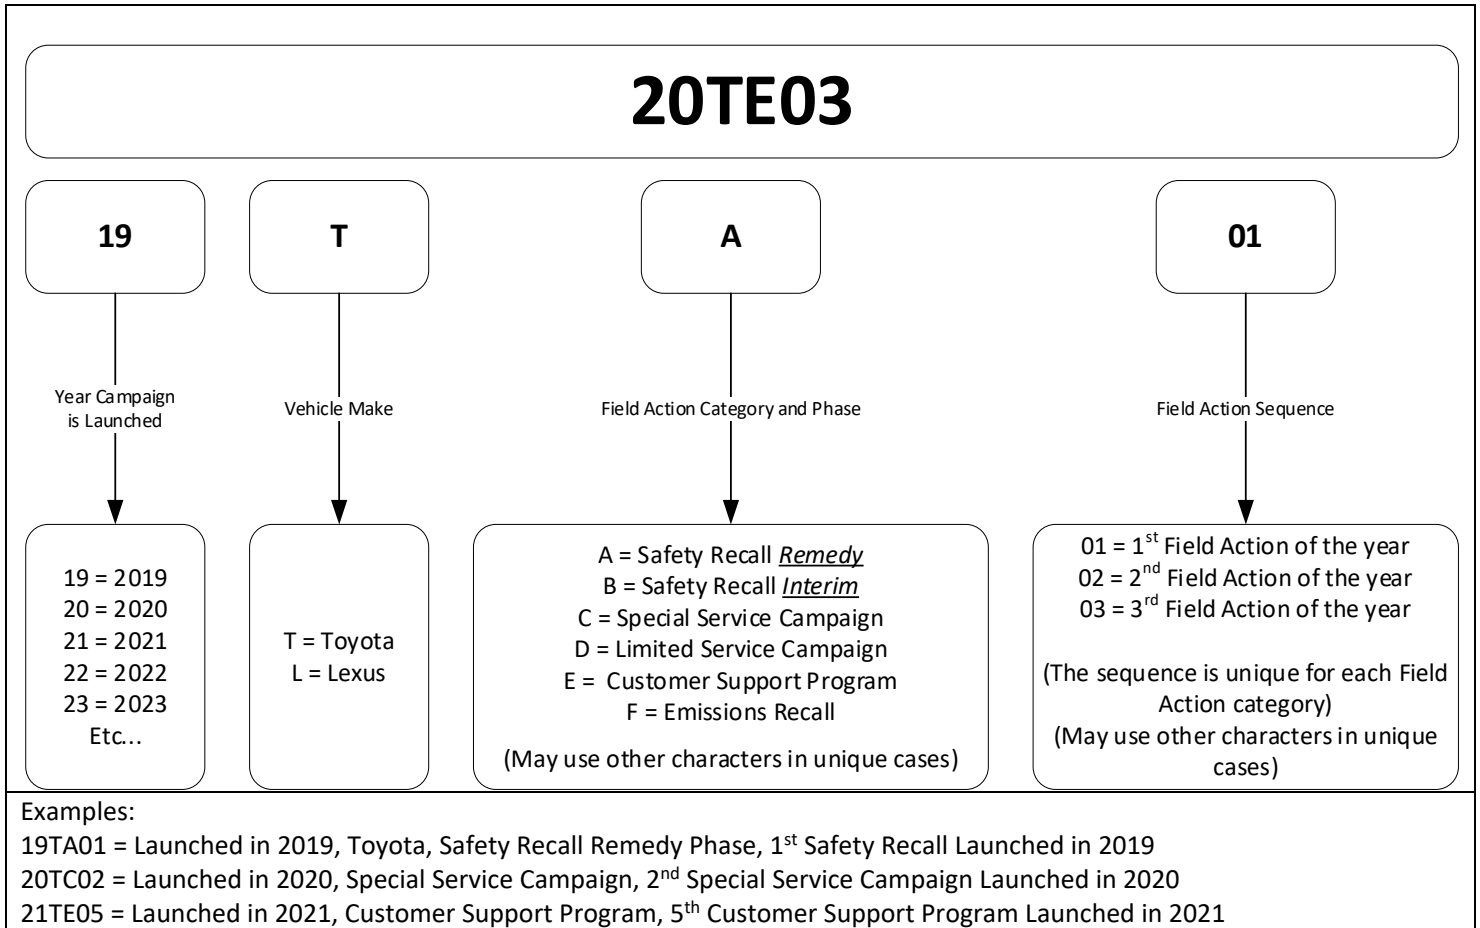 20TE03
19
T
A
01
Year Campaign
is Launched
Vehicle Make
Field Action Category and Phase
Field Action Sequence
19 = 2019
20 = 2020
21 = 2021
22 = 2022
23 = 2023
Etc...
T = Toyota
L = Lexus
A = Safety Recall Remedy
B = Safety Recall Interim
C = Special Service Campaign
D = Limited Service Campaign
E = Customer Support Program
F = Emissions Recall
(May use other characters in unique cases)
01 = 1st Field Action of the year
02 = 2nd Field Action of the year
03 = 3rd Field Action of the year
(The sequence is unique for each Field
Action category)
(May use other characters in unique
cases)
Examples:
19TA01 = Launched in 2019, Toyota, Safety Recall Remedy Phase, 1st Safety Recall Launched in 2019
20TC02 = Launched in 2020, Special Service Campaign, 2nd Special Service Campaign Launched in 2020
21TE05 = Launched in 2021, Customer Support Program, 5th Customer Support Program Launched in 2021